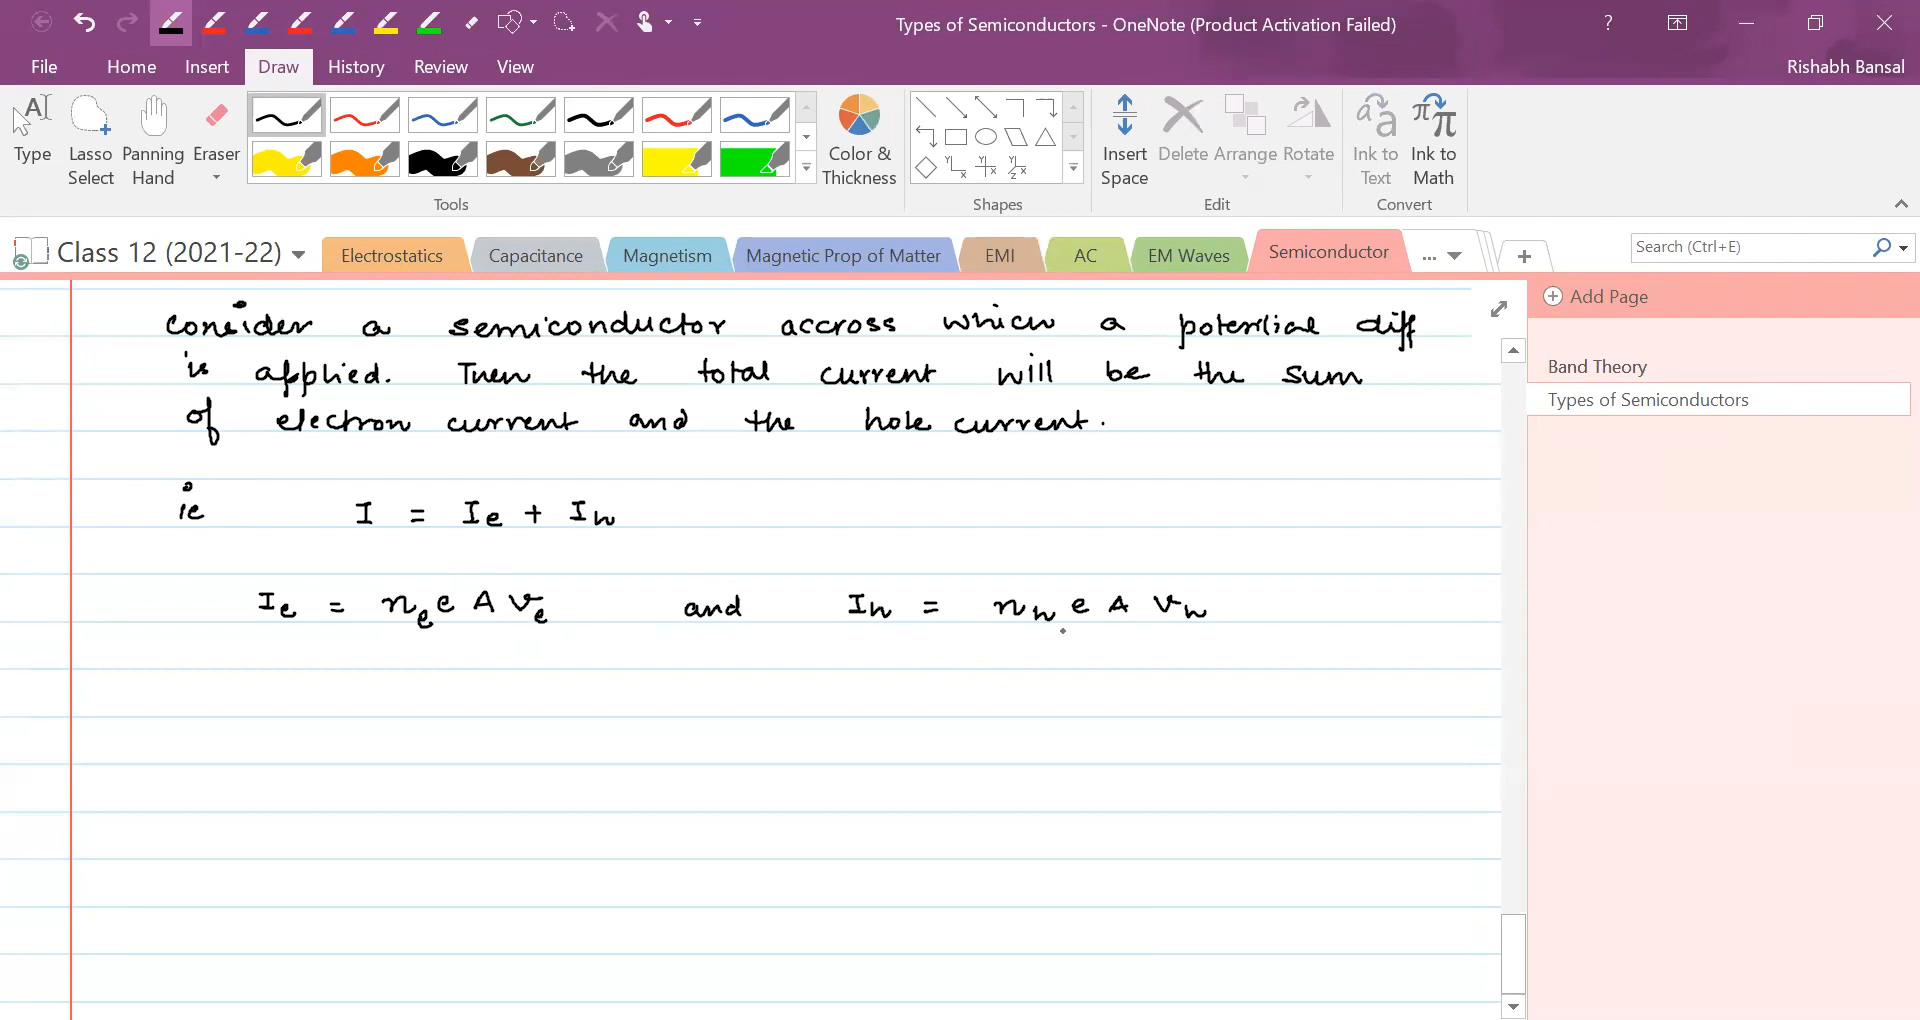 Types of Semiconductors - OneNote (Product Activation Failed)
?
File Home Insert Draw History Review View
Rishabh Bansal
Type
Lasso Select
Panning Hand
Eraser
Color & Thickness
Insert Space
Delete
Arrange
Rotate
Ink to Text
Ink to Math
Tools
Shapes
Edit
Convert
Class 12 (2021-22)
Electrostatics Capacitance Magnetism Magnetic Prop of Matter EMI AC EM Waves Semiconductor ... +
Search (Ctrl+E)
Add Page
Band Theory
Types of Semiconductors
consider a semiconductor accross which a potential diff
is applied. Then the total current will be the sum
of electron current and the hole current.
ie I = Ie + Ih
Ie = ne e A ve and Ih = nh e A vh